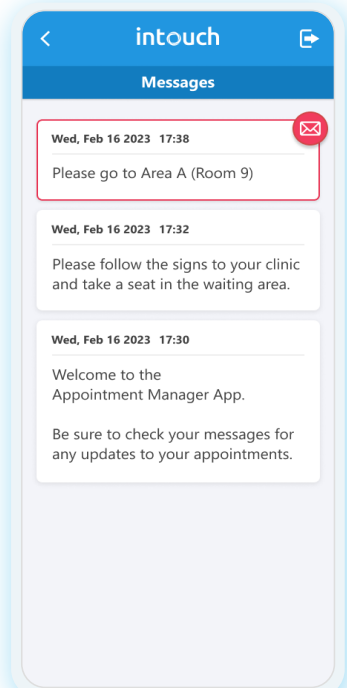 intouch
Messages
Wed, Feb 16 2023 17:38
Please go to Area A (Room 9)
Wed, Feb 16 2023 17:32
Please follow the signs to your clinic
and take a seat in the waiting area.
Wed, Feb 16 2023 17:30
Welcome to the
Appointment Manager App.
Be sure to check your messages for
any updates to your appointments.